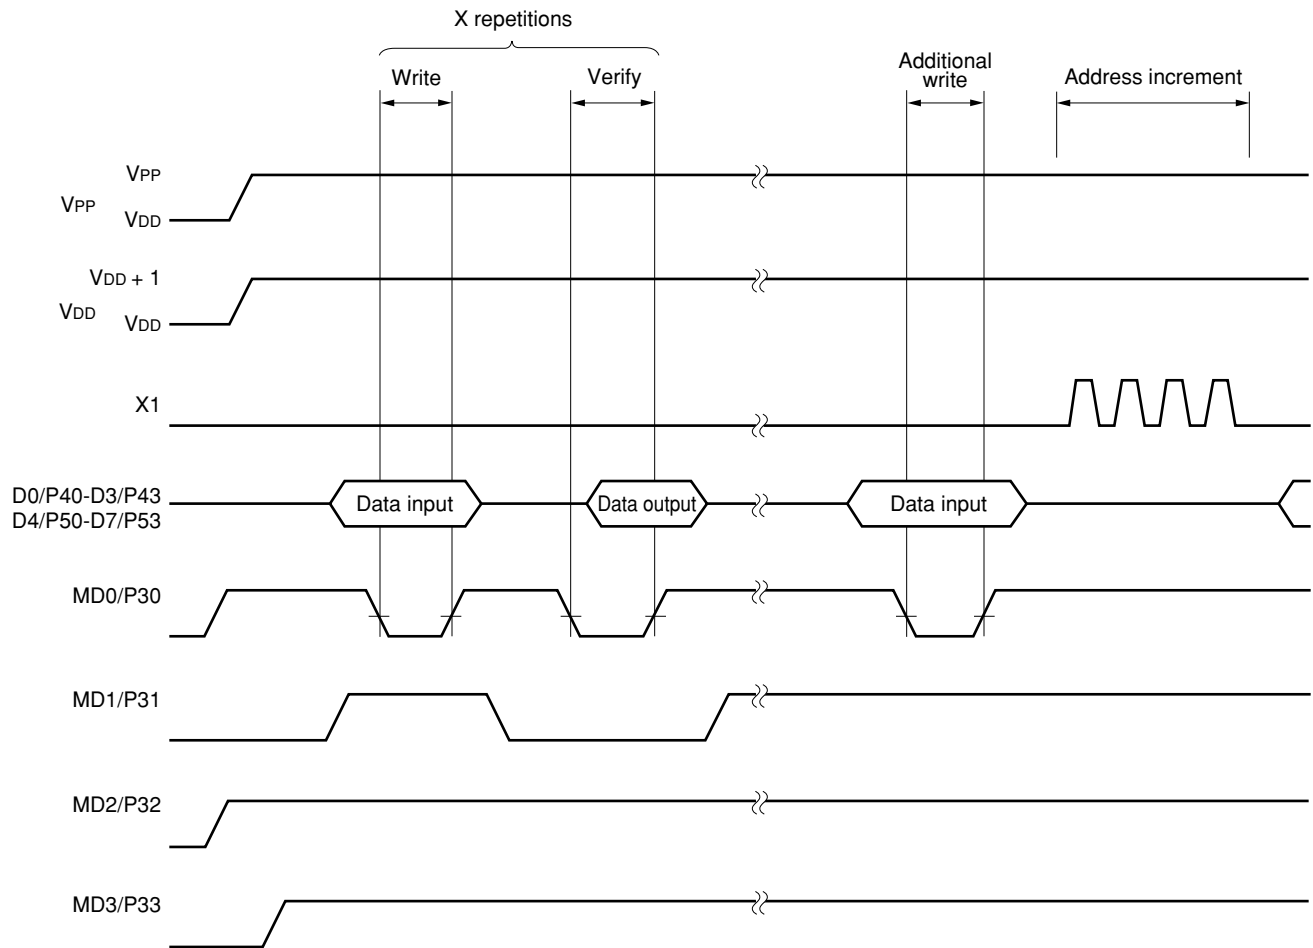 X repetitions
Write
Verify
Additional
write
Address increment
VPP
VPP
VDD
VDD + 1
VDD
VDD
X1
D0/P40-D3/P43
D4/P50-D7/P53
Data input
Data output
Data input
MD0/P30
MD1/P31
MD2/P32
MD3/P33